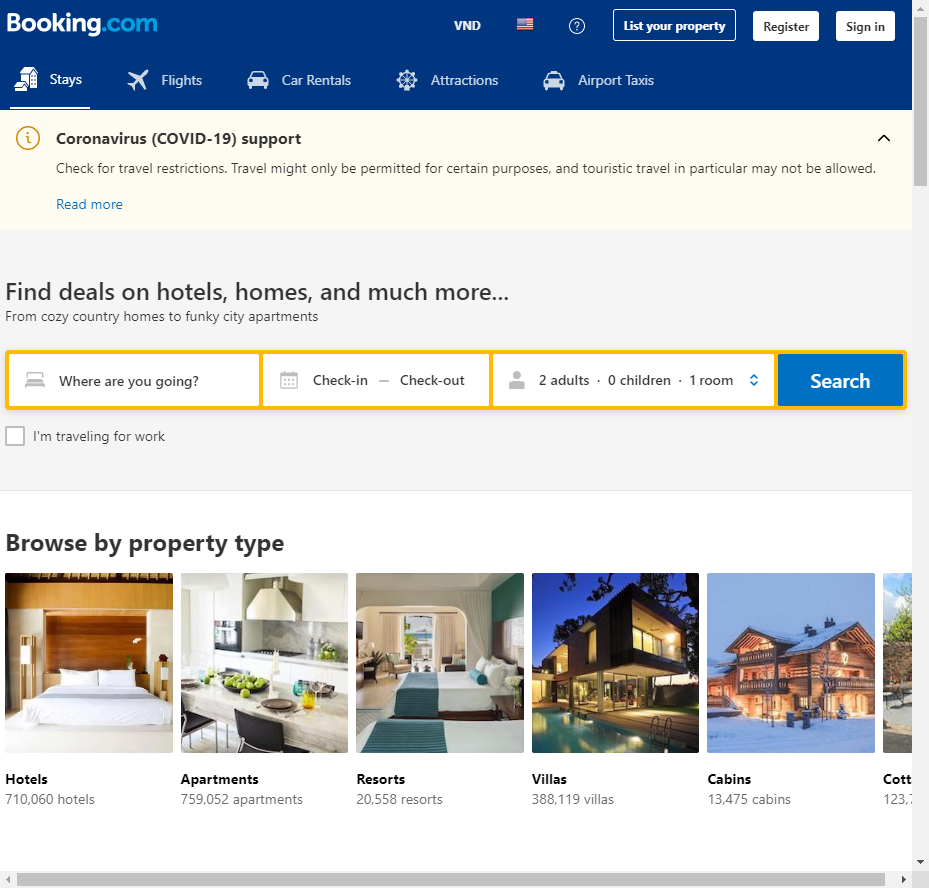 Booking.com
VND
List your property
Register
Sign in
Stays
Flights
Car Rentals
Attractions
Airport Taxis
Coronavirus (COVID-19) support
Check for travel restrictions. Travel might only be permitted for certain purposes, and touristic travel in particular may not be allowed.
Read more
Find deals on hotels, homes, and much more...
From cozy country homes to funky city apartments
Where are you going?
Check-in — Check-out
2 adults · 0 children · 1 room
Search
I'm traveling for work
Browse by property type
Hotels
710,060 hotels
Apartments
759,052 apartments
Resorts
20,558 resorts
Villas
388,119 villas
Cabins
13,475 cabins
Cott
123,7